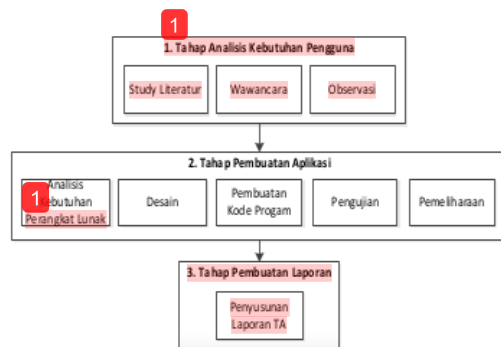 1
1. Tahap Analisis Kebutuhan Pengguna
Study Literatur
Wawancara
Observasi
2. Tahap Pembuatan Aplikasi
1
Analisis
Kebutuhan
Perangkat Lunak
Desain
Pembuatan
Kode Progam
Pengujian
Pemeliharaan
3. Tahap Pembuatan Laporan
Penyusunan
Laporan TA